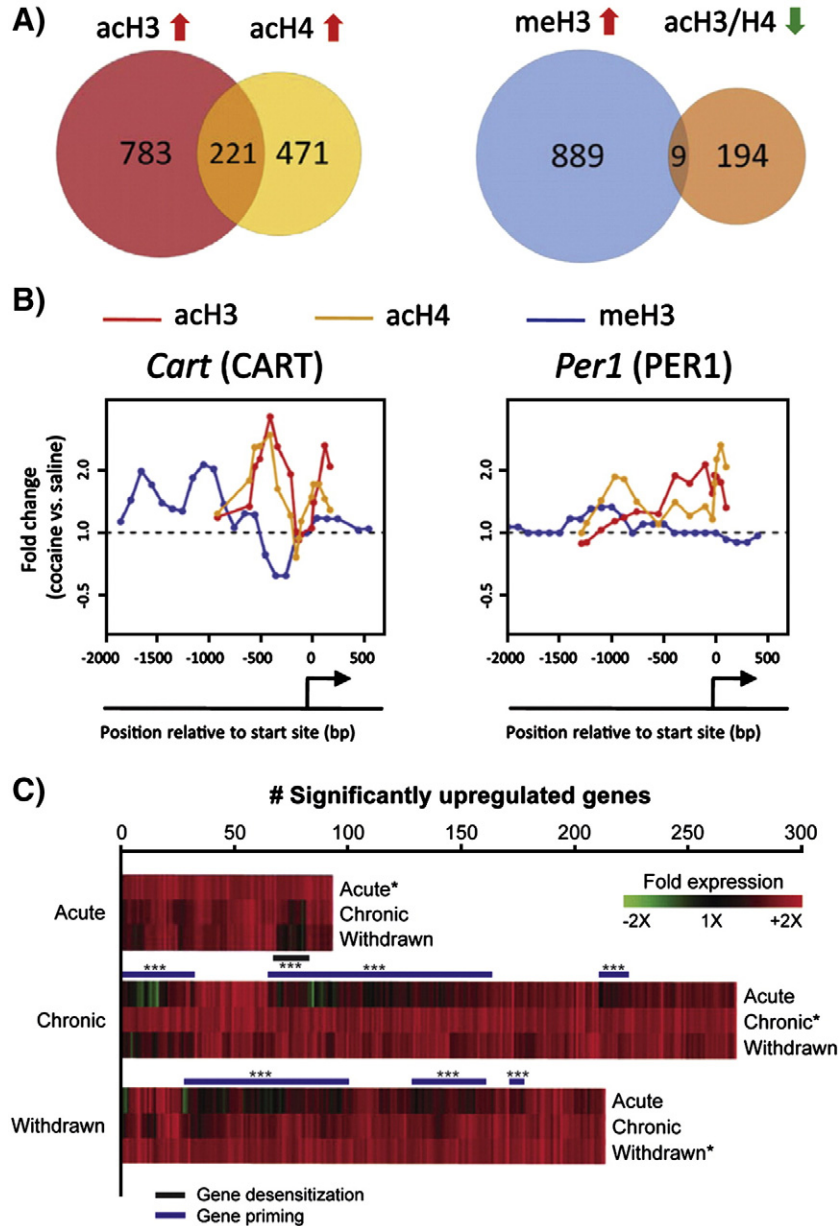 A)
acH3 acH4 meH3 acH3/H4
783 221 471 889 9 194
B)
acH3 acH4 meH3
Cart (CART) Per1 (PER1)
Fold change
(cocaine vs. saline)
2.0
1.0
-0.5
-2000 -1500 -1000 -500 0 500
Position relative to start site (bp)
2.0
1.0
-0.5
-2000 -1500 -1000 -500 0 500
Position relative to start site (bp)
C)
# Significantly upregulated genes
0 50 100 150 200 250 300
Fold expression
-2X 1X +2X
Acute
Acute*
Chronic
Withdrawn
***
*** *** ***
Chronic
Acute
Chronic*
Withdrawn
*** *** ***
Withdrawn
Acute
Chronic
Withdrawn*
Gene desensitization
Gene priming